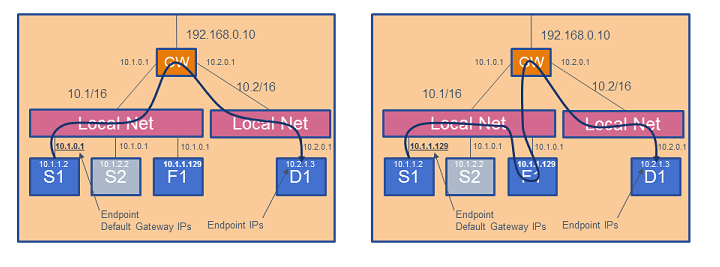 192.168.0.10
10.1.0.1
GW
10.2.0.1
10.1/16
10.2/16
Local Net
Local Net
10.1.0.1
10.1.0.1
10.1.0.1
10.2.0.1
10.1.1.2
S1
10.1.2.2
S2
10.1.1.129
F1
10.2.1.3
D1
Endpoint
Default Gateway IPs
Endpoint IPs
192.168.0.10
10.1.0.1
GW
10.2.0.1
10.1/16
10.2/16
Local Net
Local Net
10.1.1.129
10.1.0.1
10.1.0.1
10.2.0.1
10.1.1.2
S1
10.1.2.2
S2
10.1.1.129
F1
10.2.1.3
D1
Endpoint
Default Gateway IPs
Endpoint IPs